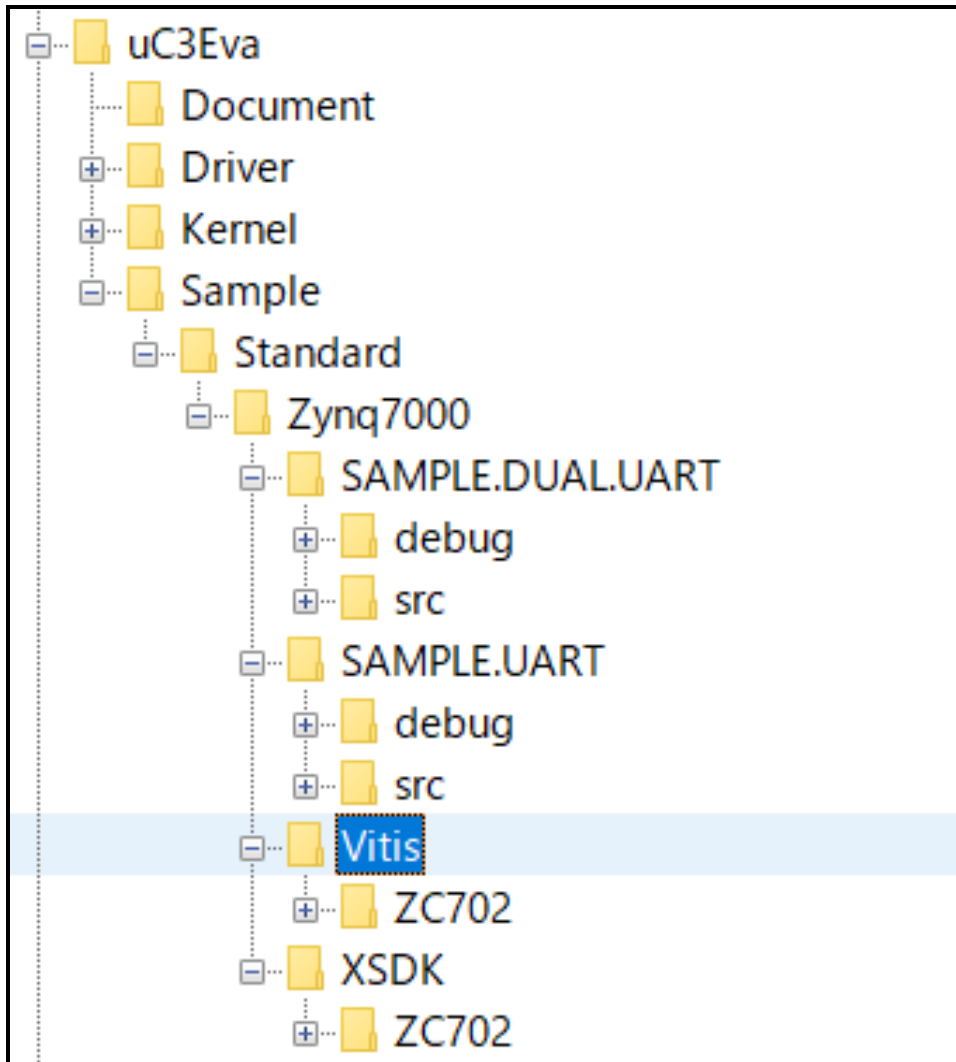 uC3Eva
Document
Driver
Kernel
Sample
Standard
Zynq7000
SAMPLE.DUAL.UART
debug
src
SAMPLE.UART
debug
src
Vitis
ZC702
XSDK
ZC702